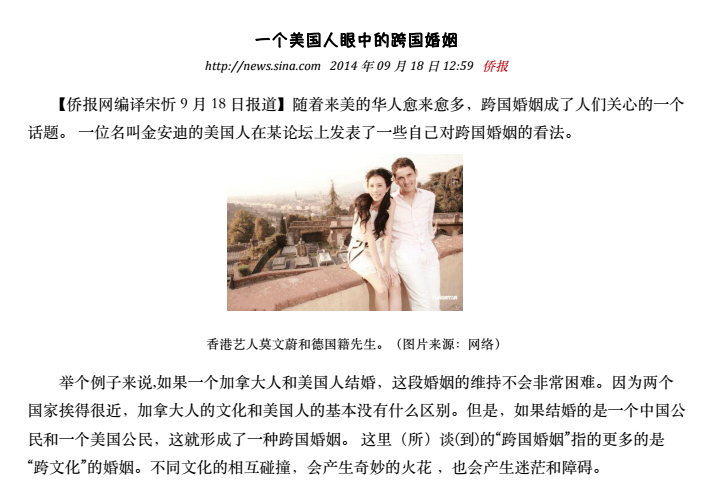 一个美国人眼中的跨国婚姻
http://news.sina.com 2014 年 09 月 18 日 12:59 侨报
【侨报网编译宋忻 9 月 18 日报道】随着来美的华人愈来愈多，跨国婚姻成了人们关心的一个
话题。 一位名叫金安迪的美国人在某论坛上发表了一些自己对跨国婚姻的看法。
香港艺人莫文蔚和德国籍先生。（图片来源：网络）
举个例子来说,如果一个加拿大人和美国人结婚，这段婚姻的维持不会非常困难。因为两个
国家挨得很近，加拿大人的文化和美国人的基本没有什么区别。但是，如果结婚的是一个中国公
民和一个美国公民，这就形成了一种跨国婚姻。 这里（所）谈(到)的“跨国婚姻”指的更多的是
“跨文化”的婚姻。不同文化的相互碰撞，会产生奇妙的火花 ，也会产生迷茫和障碍。